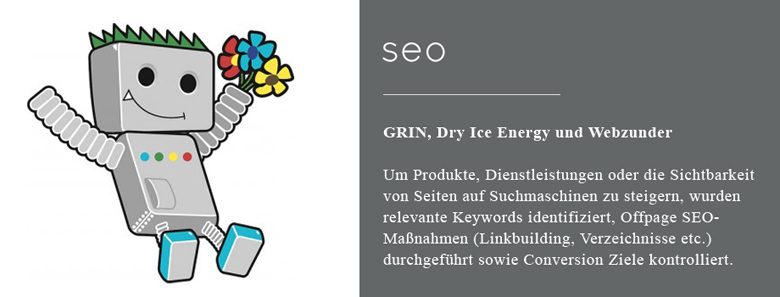 seo
GRIN, Dry Ice Energy und Webzunder
Um Produkte, Dienstleistungen oder die Sichtbarkeit
von Seiten auf Suchmaschinen zu steigern, wurden
relevante Keywords identifiziert, Offpage SEO-
Maßnahmen (Linkbuilding, Verzeichnisse etc.)
durchgeführt sowie Conversion Ziele kontrolliert.